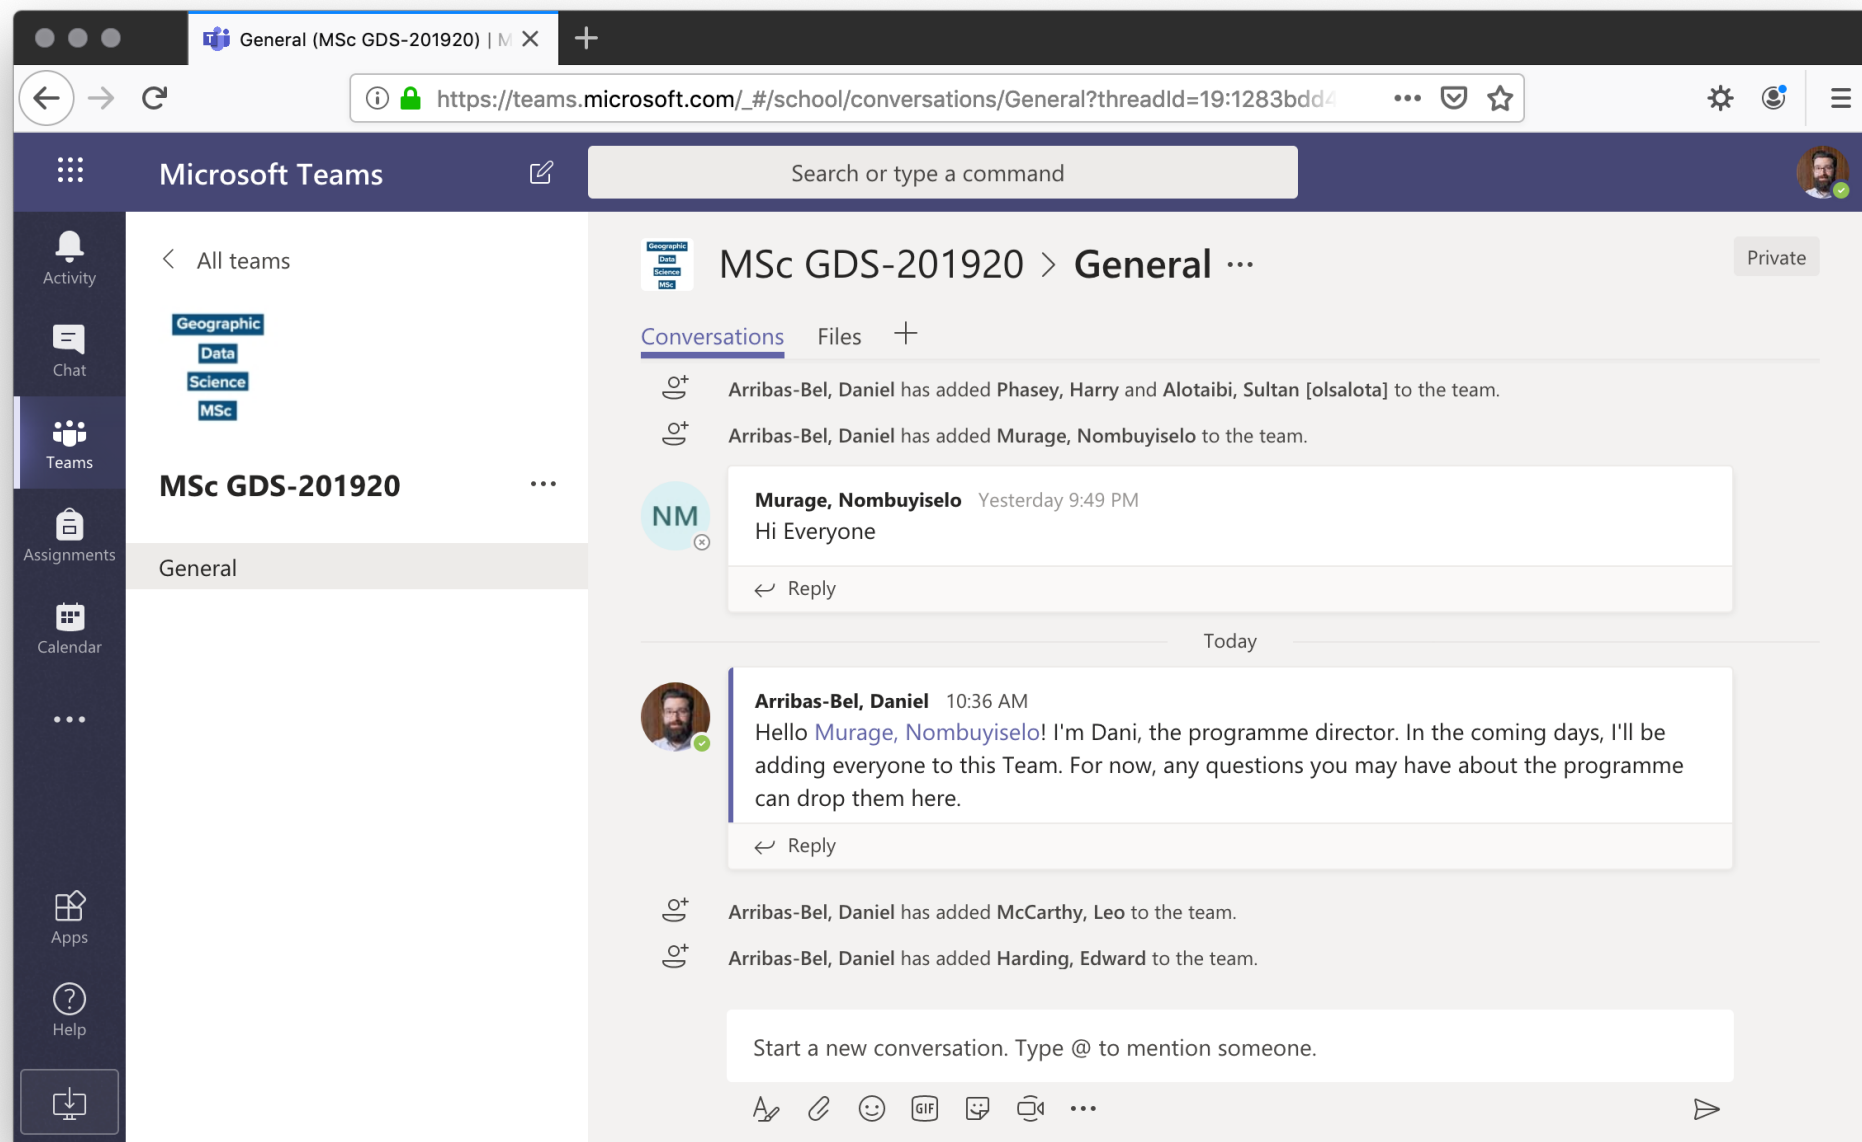 General (MSc GDS-201920) | M
https://teams.microsoft.com/_#/school/conversations/General?threadId=19:1283bdd4
Microsoft Teams
Search or type a command
Activity
Chat
Teams
Assignments
Calendar
Apps
Help
All teams
Geographic
Data
Science
MSc
MSc GDS-201920
General
Geographic
Data
Science
MSc
MSc GDS-201920 > General
Private
Conversations Files
Arribas-Bel, Daniel has added Phasey, Harry and Alotaibi, Sultan [olsalota] to the team.
Arribas-Bel, Daniel has added Murage, Nombuyiselo to the team.
NM
Murage, Nombuyiselo Yesterday 9:49 PM
Hi Everyone
Reply
Today
Arribas-Bel, Daniel 10:36 AM
Hello Murage, Nombuyiselo! I'm Dani, the programme director. In the coming days, I'll be
adding everyone to this Team. For now, any questions you may have about the programme
can drop them here.
Reply
Arribas-Bel, Daniel has added McCarthy, Leo to the team.
Arribas-Bel, Daniel has added Harding, Edward to the team.
Start a new conversation. Type @ to mention someone.
GIF